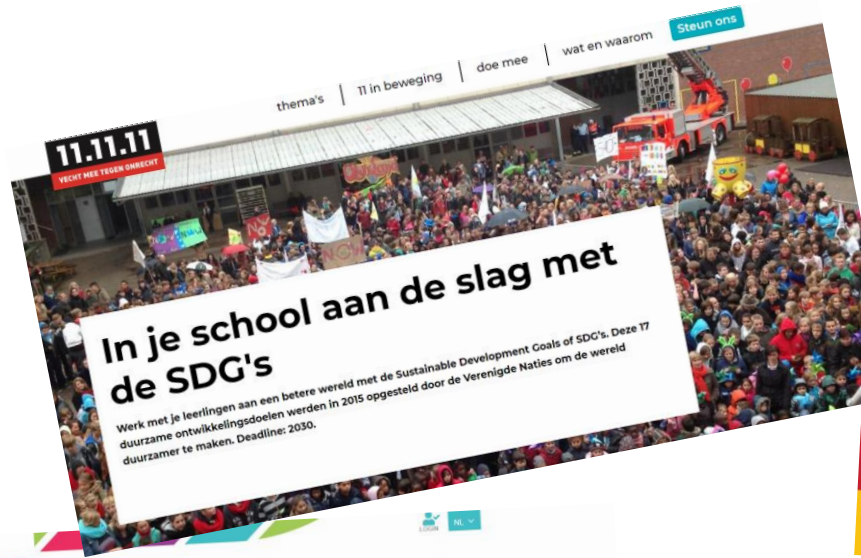 thema's
11 in beweging
doe mee
wat en waarom
Steun ons
11.11.11
VECHT MEE TEGEN ONRECHT
NOW
In je school aan de slag met
de SDG's
Werk met je leerlingen aan een betere wereld met de Sustainable Development Goals of SDG's. Deze 17
duurzame ontwikkelingsdoelen werden in 2015 opgesteld door de Verenigde Naties om de wereld
duurzamer te maken. Deadline: 2030.
LOGIN
NL